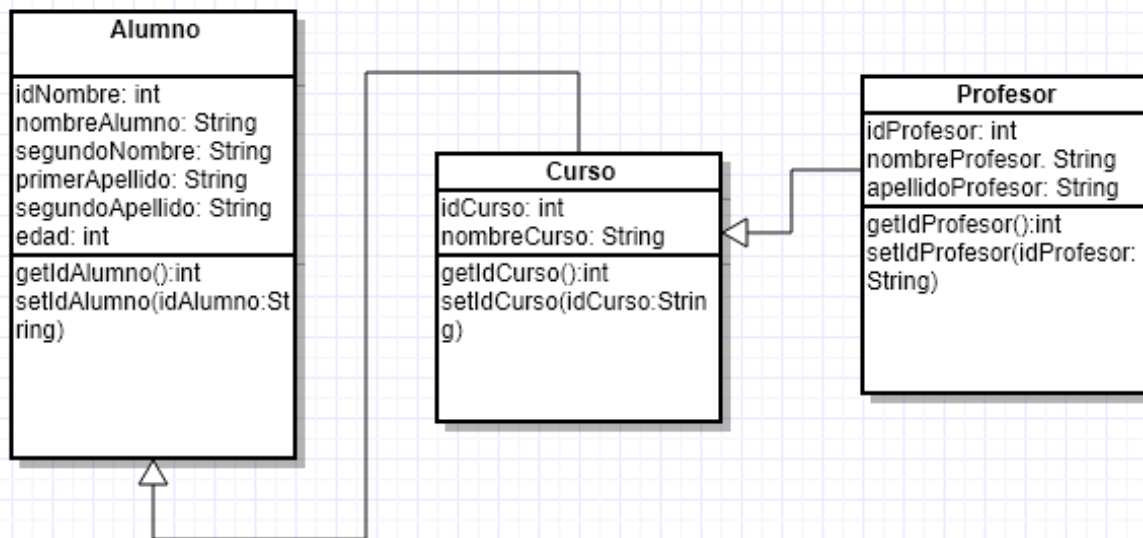 Alumno
idNombre: int
nombreAlumno: String
segundoNombre: String
primerApellido: String
segundoApellido: String
edad: int
getIdAlumno():int
setIdAlumno(idAlumno:St
ring)
Curso
idCurso: int
nombreCurso: String
getIdCurso():int
setIdCurso(idCurso:Strin
g)
Profesor
idProfesor: int
nombreProfesor. String
apellidoProfesor: String
getIdProfesor():int
setIdProfesor(idProfesor:
String)